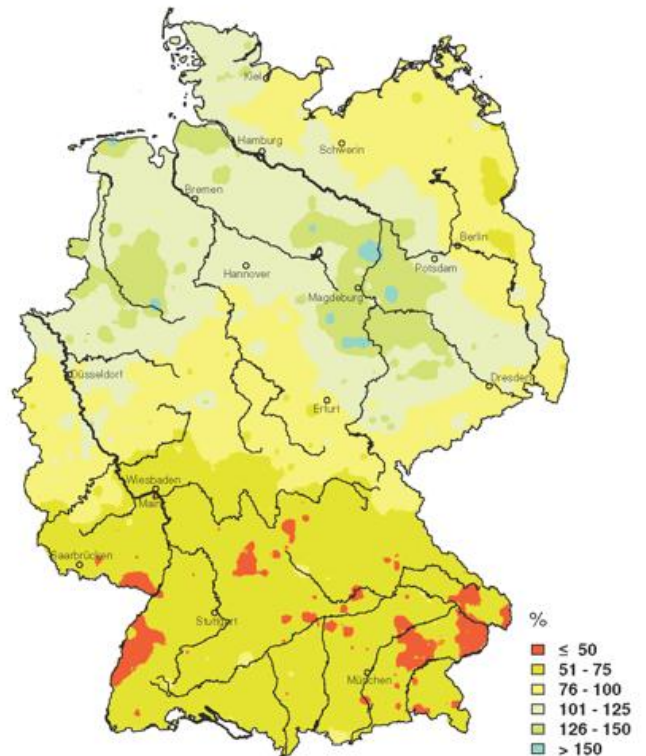 Kiel
Hamburg
Schwerin
Bremen
Berlin
Hannover
Potsdam
Magdeburg
Düsseldorf
Dresden
Erfurt
Wiesbaden
Mainz
Saarbrücken
Stuttgart
München
%
≤ 50
51 - 75
76 - 100
101 - 125
126 - 150
> 150